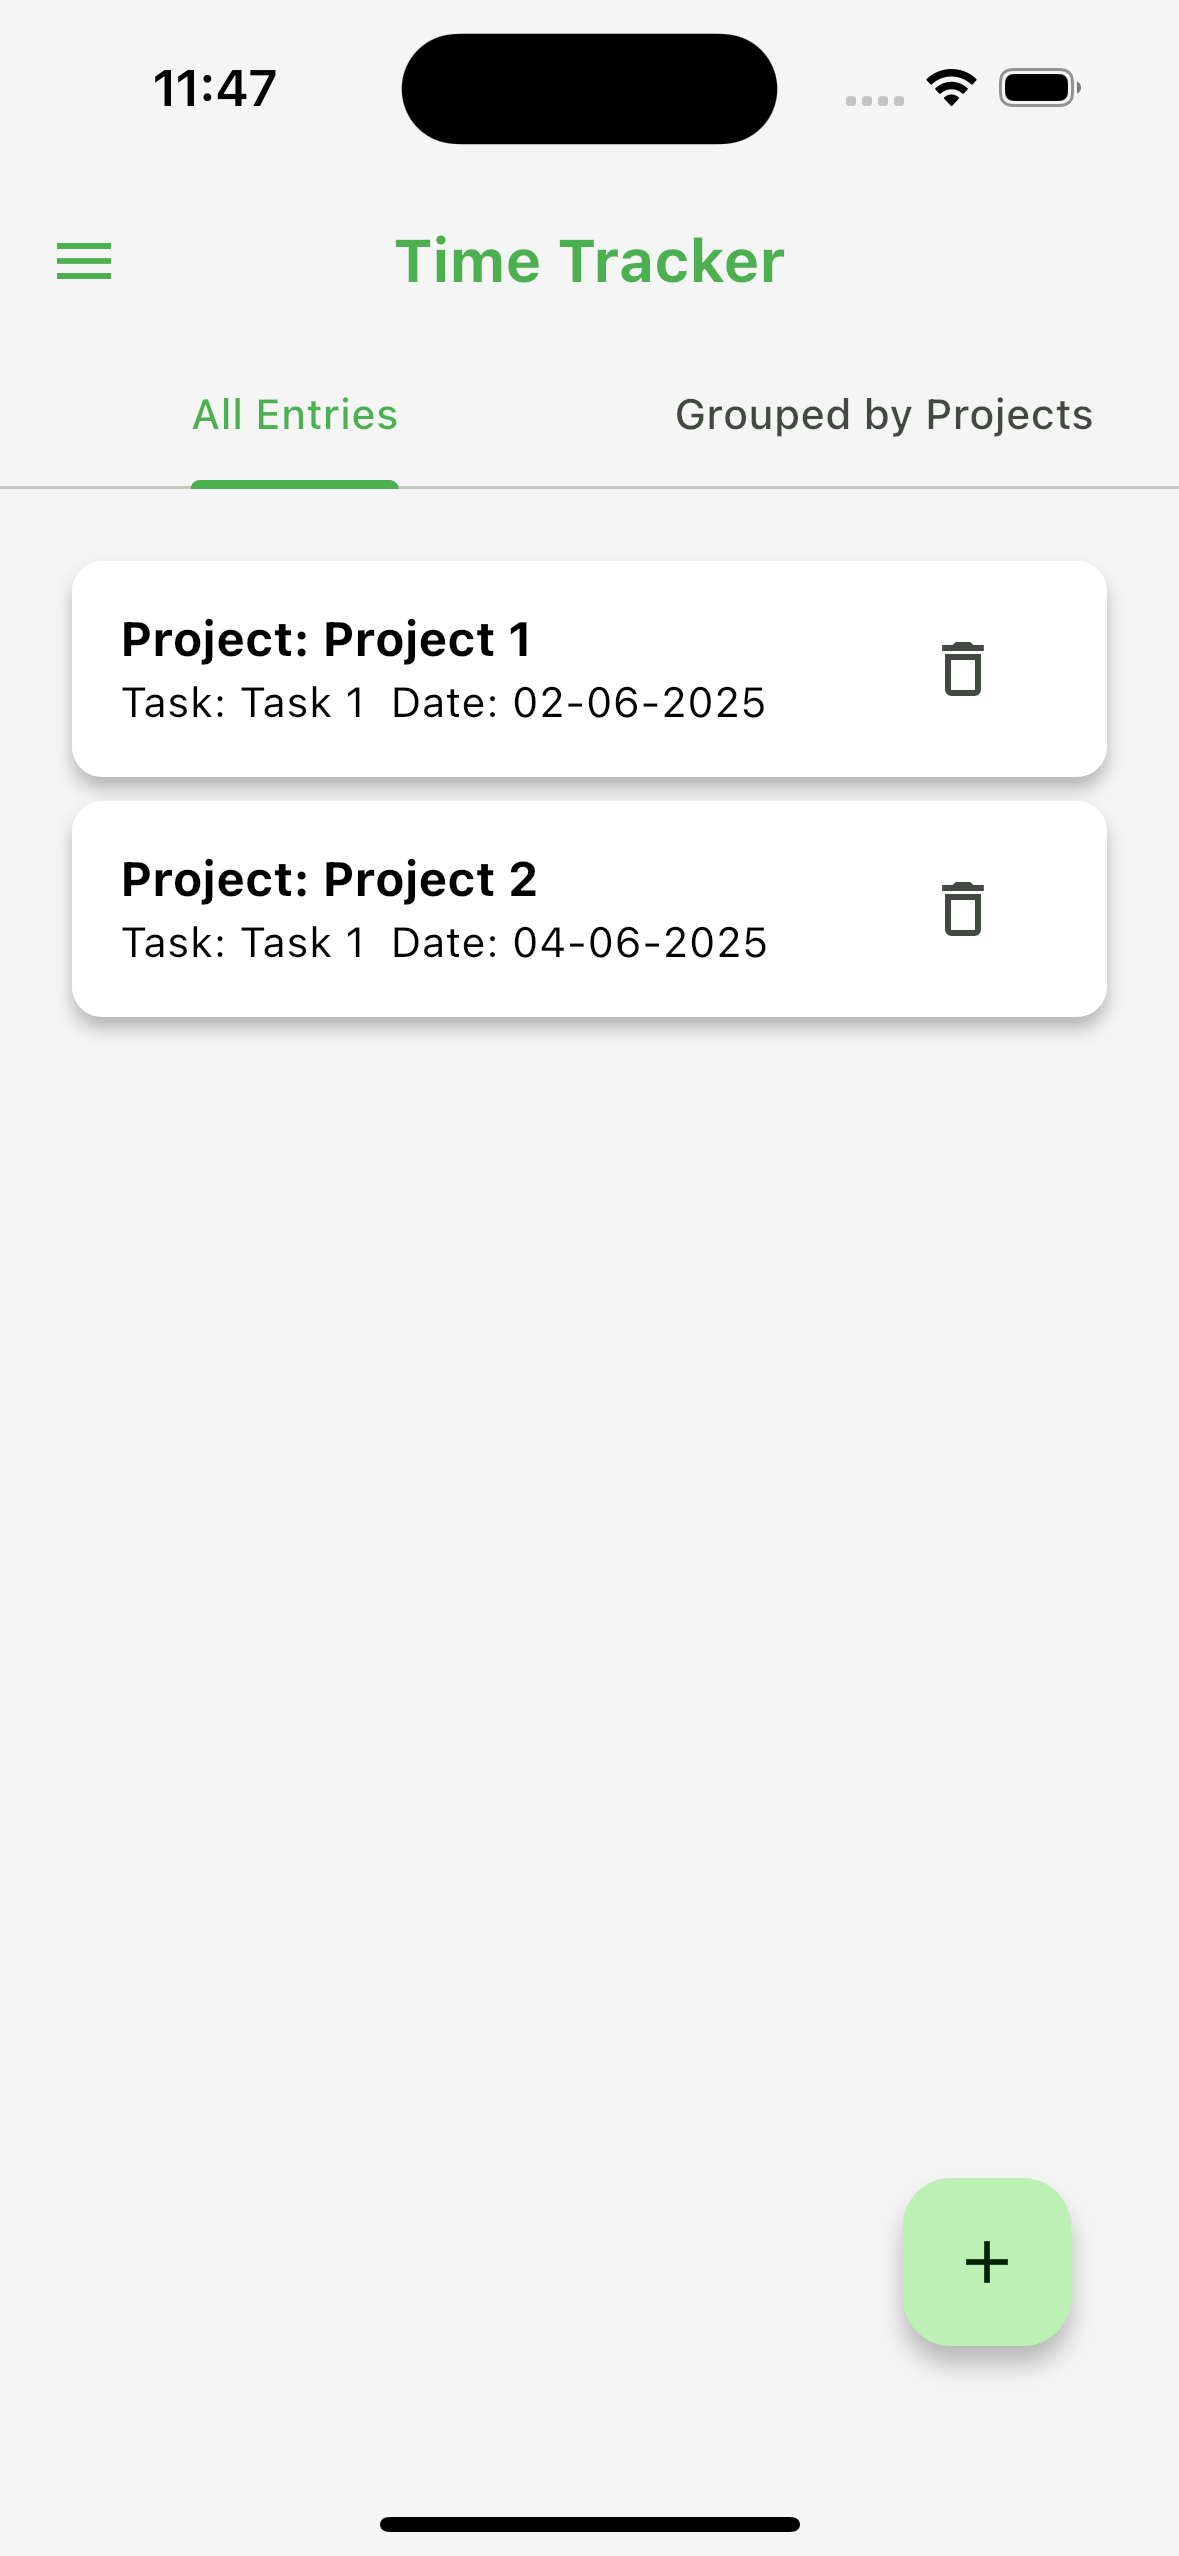 11:47
Time Tracker
All Entries
Grouped by Projects
Project: Project 1
Task: Task 1  Date: 02-06-2025
Project: Project 2
Task: Task 1  Date: 04-06-2025